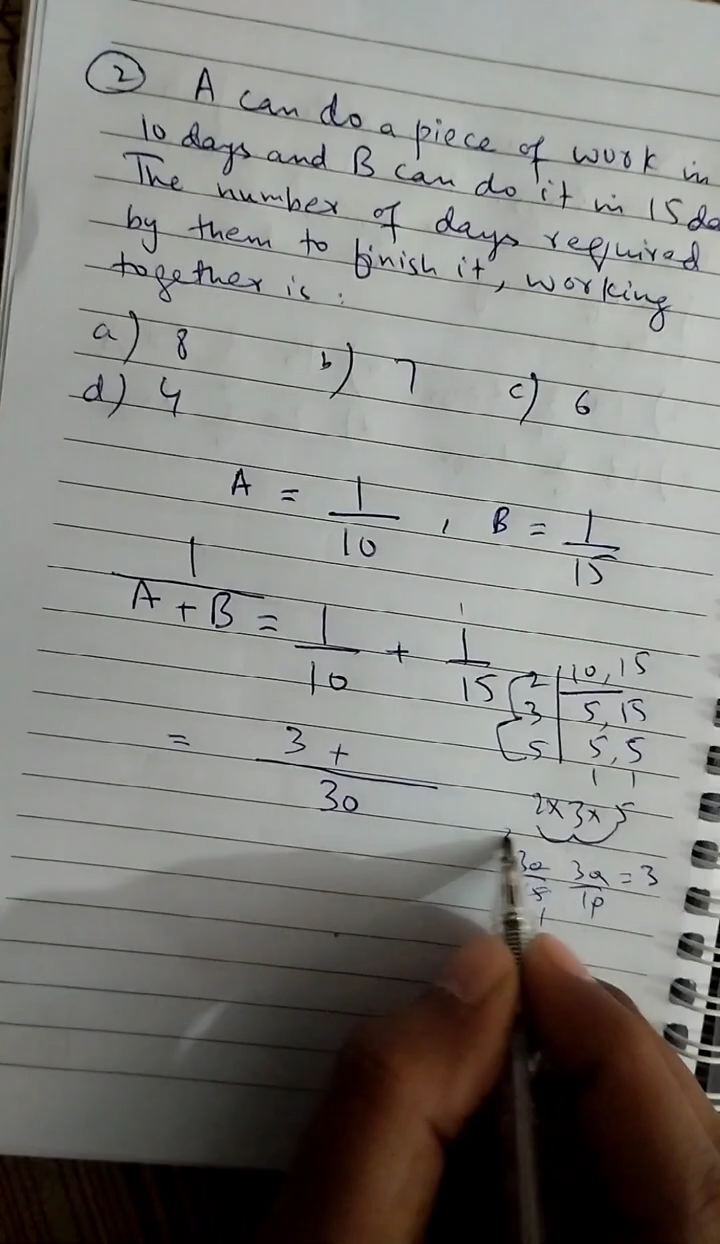 2 A can do a piece of work in
10 days and B can do it in 15 da
The number of days required
by them to finish it, working
together is :
a) 8 b) 7 c) 6
d) 4
A = 1/10 , B = 1/15
1/A + B = 1/10 + 1/15
2 | 10, 15
3 | 5, 15
5 | 5, 5
1 1
= 3 + / 30
2 x 3 x 5
30/15 30/10 = 3